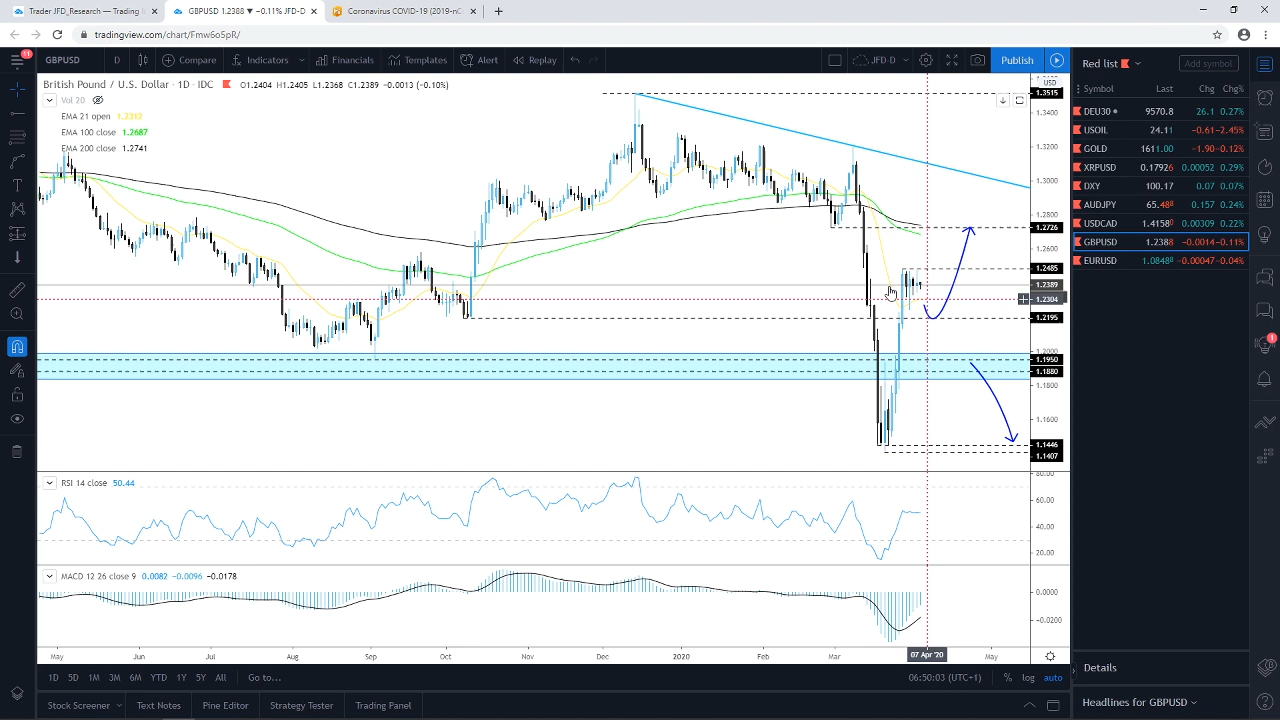 Trader JFD_Research — Trading I
GBPUSD 1.2388 ▼ −0.11% JFD-D
Coronavirus COVID-19 (2019-nC
tradingview.com/chart/Fmw6o5pR/
11
GBPUSD D Compare Indicators Financials Templates Alert Replay JFD-D Publish
Red list Add symbol
British Pound / U.S. Dollar · 1D · IDC O1.2404 H1.2405 L1.2368 C1.2389 −0.0013 (−0.10%)
Vol 20
EMA 21 open 1.2312
EMA 100 close 1.2687
EMA 200 close 1.2741
USD
1.3515
1.3400
1.3200
1.3000
1.2800
1.2726
1.2600
1.2485
1.2389
1.2304
1.2195
1.2000
1.1950
1.1880
1.1800
1.1600
1.1446
1.1407
Symbol Last Chg Chg%
DEU30 9570.8 26.1 0.27%
USOIL 24.11 −0.61 −2.45%
GOLD 1611.00 −1.90 −0.12%
XRPUSD 0.17926 0.00052 0.29%
DXY 100.17 0.07 0.07%
AUDJPY 65.488 0.157 0.24%
USDCAD 1.41580 0.00309 0.22%
GBPUSD 1.2388 −0.0014 −0.11%
EURUSD 1.08488 −0.00047 −0.04%
1
RSI 14 close 50.44
80.00
60.00
40.00
20.00
MACD 12 26 close 9 0.0082 −0.0096 −0.0178
0.0000
−0.0200
May Jun Jul Aug Sep Oct Nov Dec 2020 Feb Mar 07 Apr '20 May
1D 5D 1M 3M 6M YTD 1Y 5Y All Go to... 06:50:03 (UTC+1) % log auto
Stock Screener Text Notes Pine Editor Strategy Tester Trading Panel
Details
Headlines for GBPUSD